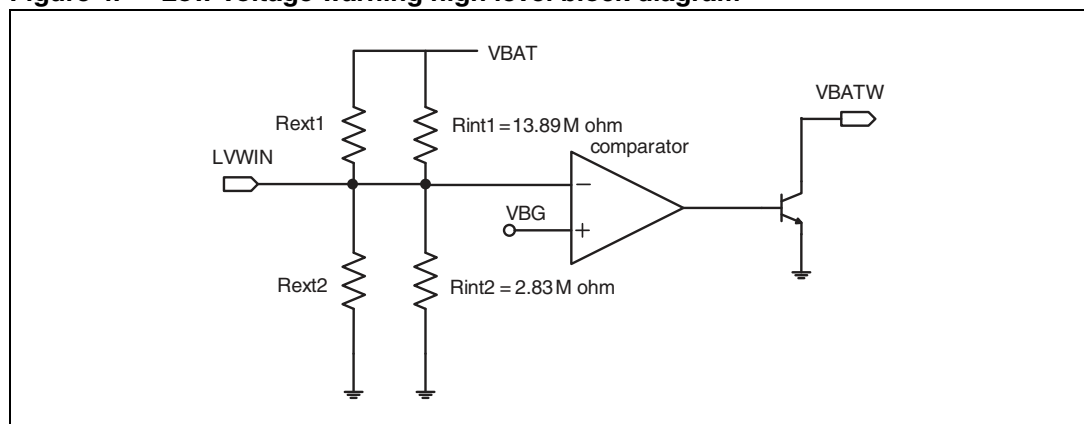 Figure Low voltage warning high level block diagram
VBAT
VBATW
Rext1
Rint1 = 13.89 M ohm
comparator
LVWIN
−
VBG
+
Rext2
Rint2 = 2.83 M ohm